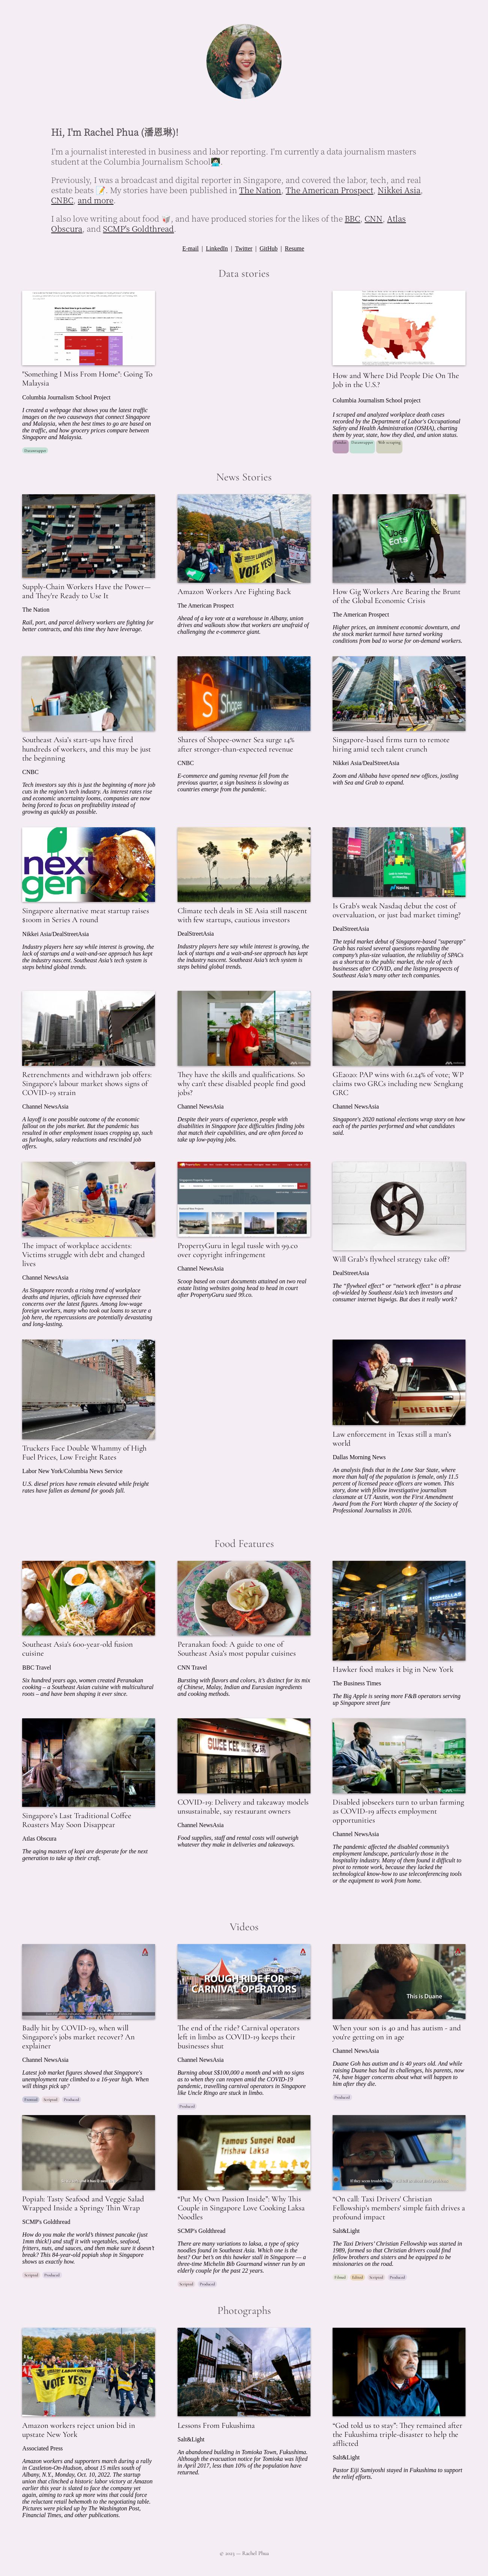 Hi, I'm Rachel Phua (潘恩琳)!
I'm a journalist interested in business and labor reporting. I'm currently a data journalism masters
student at the Columbia Journalism School👩🏻‍💻
Previously, I was a broadcast and digital reporter in Singapore, and covered the labor, tech, and real
estate beats 📝. My stories have been published in The Nation, The American Prospect, Nikkei Asia,
CNBC, and more.
I also love writing about food 🥡, and have produced stories for the likes of the BBC, CNN, Atlas
Obscura, and SCMP's Goldthread.
E-mail | LinkedIn | Twitter | GitHub | Resume
Data stories
"Something I Miss From Home": Going To
Malaysia
Columbia Journalism School Project
I created a webpage that shows you the latest traffic
images on the two causeways that connect Singapore
and Malaysia, when the best times to go are based on
the traffic, and how grocery prices compare between
Singapore and Malaysia.
Datawrapper
How and Where Did People Die On The
Job in the U.S.?
Columbia Journalism School project
I scraped and analyzed workplace death cases
recorded by the Department of Labor's Occupational
Safety and Health Administration (OSHA), charting
them by year, state, how they died, and union status.
Pandas Datawrapper Web scraping
News Stories
Supply-Chain Workers Have the Power—
and They're Ready to Use It
The Nation
Rail, port, and parcel delivery workers are fighting for
better contracts, and this time they have leverage.
VOTE YES!
Amazon Workers Are Fighting Back
The American Prospect
Ahead of a key vote at a warehouse in Albany, union
drives and walkouts show that workers are unafraid of
challenging the e-commerce giant.
Uber
Eats
How Gig Workers Are Bearing the Brunt
of the Global Economic Crisis
The American Prospect
Higher prices, an imminent economic downturn, and
the stock market turmoil have turned working
conditions from bad to worse for on-demand workers.
Southeast Asia's start-ups have fired
hundreds of workers, and this may be just
the beginning
CNBC
Tech investors say this is just the beginning of more job
cuts in the region's tech industry. As interest rates rise
and economic uncertainty looms, companies are now
being forced to focus on profitability instead of
growing as quickly as possible.
Shopee
Shares of Shopee-owner Sea surge 14%
after stronger-than-expected revenue
CNBC
E-commerce and gaming revenue fell from the
previous quarter, a sign business is slowing as
countries emerge from the pandemic.
Singapore-based firms turn to remote
hiring amid tech talent crunch
Nikkei Asia/DealStreetAsia
Zoom and Alibaba have opened new offices, jostling
with Sea and Grab to expand.
next
gen
Singapore alternative meat startup raises
$100m in Series A round
Nikkei Asia/DealStreetAsia
Industry players here say while interest is growing, the
lack of startups and a wait-and-see approach has kept
the industry nascent. Southeast Asia's tech system is
steps behind global trends.
Climate tech deals in SE Asia still nascent
with few startups, cautious investors
DealStreetAsia
Industry players here say while interest is growing, the
lack of startups and a wait-and-see approach has kept
the industry nascent. Southeast Asia's tech system is
steps behind global trends.
Is Grab's weak Nasdaq debut the cost of
overvaluation, or just bad market timing?
DealStreetAsia
The tepid market debut of Singapore-based "superapp"
Grab has raised several questions regarding the
company's plus-size valuation, the reliability of SPACs
as a shortcut to the public market, the role of tech
businesses after COVID, and the listing prospects of
Southeast Asia's many other tech companies.
Retrenchments and withdrawn job offers:
Singapore's labour market shows signs of
COVID-19 strain
Channel NewsAsia
A layoff is one possible outcome of the economic
fallout on the jobs market. But the pandemic has
resulted in other employment issues cropping up, such
as furloughs, salary reductions and rescinded job
offers.
They have the skills and qualifications. So
why can't these disabled people find good
jobs?
Channel NewsAsia
Despite their years of experience, people with
disabilities in Singapore face difficulties finding jobs
that match their capabilities, and are often forced to
take up low-paying jobs.
GE2020: PAP wins with 61.24% of vote; WP
claims two GRCs including new Sengkang
GRC
Channel NewsAsia
Singapore's 2020 national elections wrap story on how
each of the parties performed and what candidates
said.
The impact of workplace accidents:
Victims struggle with debt and changed
lives
Channel NewsAsia
As Singapore records a rising trend of workplace
deaths and injuries, officials have expressed their
concerns over the latest figures. Among low-wage
foreign workers, many who took out loans to secure a
job here, the repercussions are potentially devastating
and long-lasting.
PropertyGuru in legal tussle with 99.co
over copyright infringement
Channel NewsAsia
Scoop based on court documents attained on two real
estate listing websites going head to head in court
after PropertyGuru sued 99.co.
Will Grab's flywheel strategy take off?
DealStreetAsia
The "flywheel effect" or "network effect" is a phrase
oft-wielded by Southeast Asia's tech investors and
consumer internet bigwigs. But does it really work?
Truckers Face Double Whammy of High
Fuel Prices, Low Freight Rates
Labor New York/Columbia News Service
U.S. diesel prices have remain elevated while freight
rates have fallen as demand for goods fall.
SHERIFF
Law enforcement in Texas still a man's
world
Dallas Morning News
An analysis finds that in the Lone Star State, where
more than half of the population is female, only 11.5
percent of licensed peace officers are women. This
story, done with fellow investigative journalism
classmate at UT Austin, won the First Amendment
Award from the Fort Worth chapter of the Society of
Professional Journalists in 2016.
Food Features
Southeast Asia's 600-year-old fusion
cuisine
BBC Travel
Six hundred years ago, women created Peranakan
cooking – a Southeast Asian cuisine with multicultural
roots – and have been shaping it ever since.
Peranakan food: A guide to one of
Southeast Asia's most popular cuisines
CNN Travel
Bursting with flavors and colors, it's distinct for its mix
of Chinese, Malay, Indian and Eurasian ingredients
and cooking methods.
Hawker food makes it big in New York
The Business Times
The Big Apple is seeing more F&B operators serving
up Singapore street fare
Singapore's Last Traditional Coffee
Roasters May Soon Disappear
Atlas Obscura
The aging masters of kopi are desperate for the next
generation to take up their craft.
GUIKEE
COVID-19: Delivery and takeaway models
unsustainable, say restaurant owners
Channel NewsAsia
Food supplies, staff and rental costs will outweigh
whatever they make in deliveries and takeaways.
Disabled jobseekers turn to urban farming
as COVID-19 affects employment
opportunities
Channel NewsAsia
The pandemic affected the disabled community's
employment landscape, particularly those in the
hospitality industry. Many of them found it difficult to
pivot to remote work, because they lacked the
technological know-how to use teleconferencing tools
or the equipment to work from home.
Videos
Badly hit by COVID-19, when will
Singapore's jobs market recover? An
explainer
Channel NewsAsia
Latest job market figures showed that Singapore's
unemployment rate climbed to a 16-year high. When
will things pick up?
Scripted Produced
ROUGH RIDE FOR
CARNIVAL OPERATORS
The end of the ride? Carnival operators
left in limbo as COVID-19 keeps their
businesses shut
Channel NewsAsia
Burning about S$100,000 a month and with no signs
as to when they can reopen amid the COVID-19
pandemic, travelling carnival operators in Singapore
like Uncle Ringo are stuck in limbo.
Produced
This is Duane
When your son is 40 and has autism - and
you're getting on in age
Channel NewsAsia
Duane Goh has autism and is 40 years old. And while
raising Duane has had its challenges, his parents, now
74, have bigger concerns about what will happen to
him after they die.
Produced
Popiah: Tasty Seafood and Veggie Salad
Wrapped Inside a Springy Thin Wrap
SCMP's Goldthread
How do you make the world's thinnest pancake (just
1mm thick!) and stuff it with vegetables, seafood,
fritters, nuts, and sauces, and then make sure it doesn't
break? This 84-year-old popiah shop in Singapore
shows us exactly how.
Scripted Produced
Famous Sungei Road
Trishaw Laksa
"Put My Own Passion Inside": Why This
Couple in Singapore Love Cooking Laksa
Noodles
SCMP's Goldthread
There are many variations to laksa, a type of spicy
noodles found in Southeast Asia. Which one is the
best? Our bet's on this hawker stall in Singapore — a
three-time Michelin Bib Gourmand winner run by an
elderly couple for the past 22 years.
Scripted Produced
"On call: Taxi Drivers' Christian
Fellowship's members' simple faith drives a
profound impact
Salt&Light
The Taxi Drivers' Christian Fellowship was started in
1989, formed so that Christian drivers could find
fellow brothers and sisters and be equipped to be
missionaries on the road.
Filmed Edited Scripted Produced
Photographs
VOTE YES!
Amazon workers reject union bid in
upstate New York
Associated Press
Amazon workers and supporters march during a rally
in Castleton-On-Hudson, about 15 miles south of
Albany, N.Y., Monday, Oct. 10, 2022. The startup
union that clinched a historic labor victory at Amazon
earlier this year is slated to face the company yet
again, aiming to rack up more wins that could force
the reluctant retail behemoth to the negotiating table.
Pictures were picked up by The Washington Post,
Financial Times, and other publications.
Lessons From Fukushima
Salt&Light
An abandoned building in Tomioka Town, Fukushima.
Although the evacuation notice for Tomioka was lifted
in April 2017, less than 10% of the population have
returned.
"God told us to stay": They remained after
the Fukushima triple-disaster to help the
afflicted
Salt&Light
Pastor Eiji Sumiyoshi stayed in Fukushima to support
the relief efforts.
© 2023 — Rachel Phua